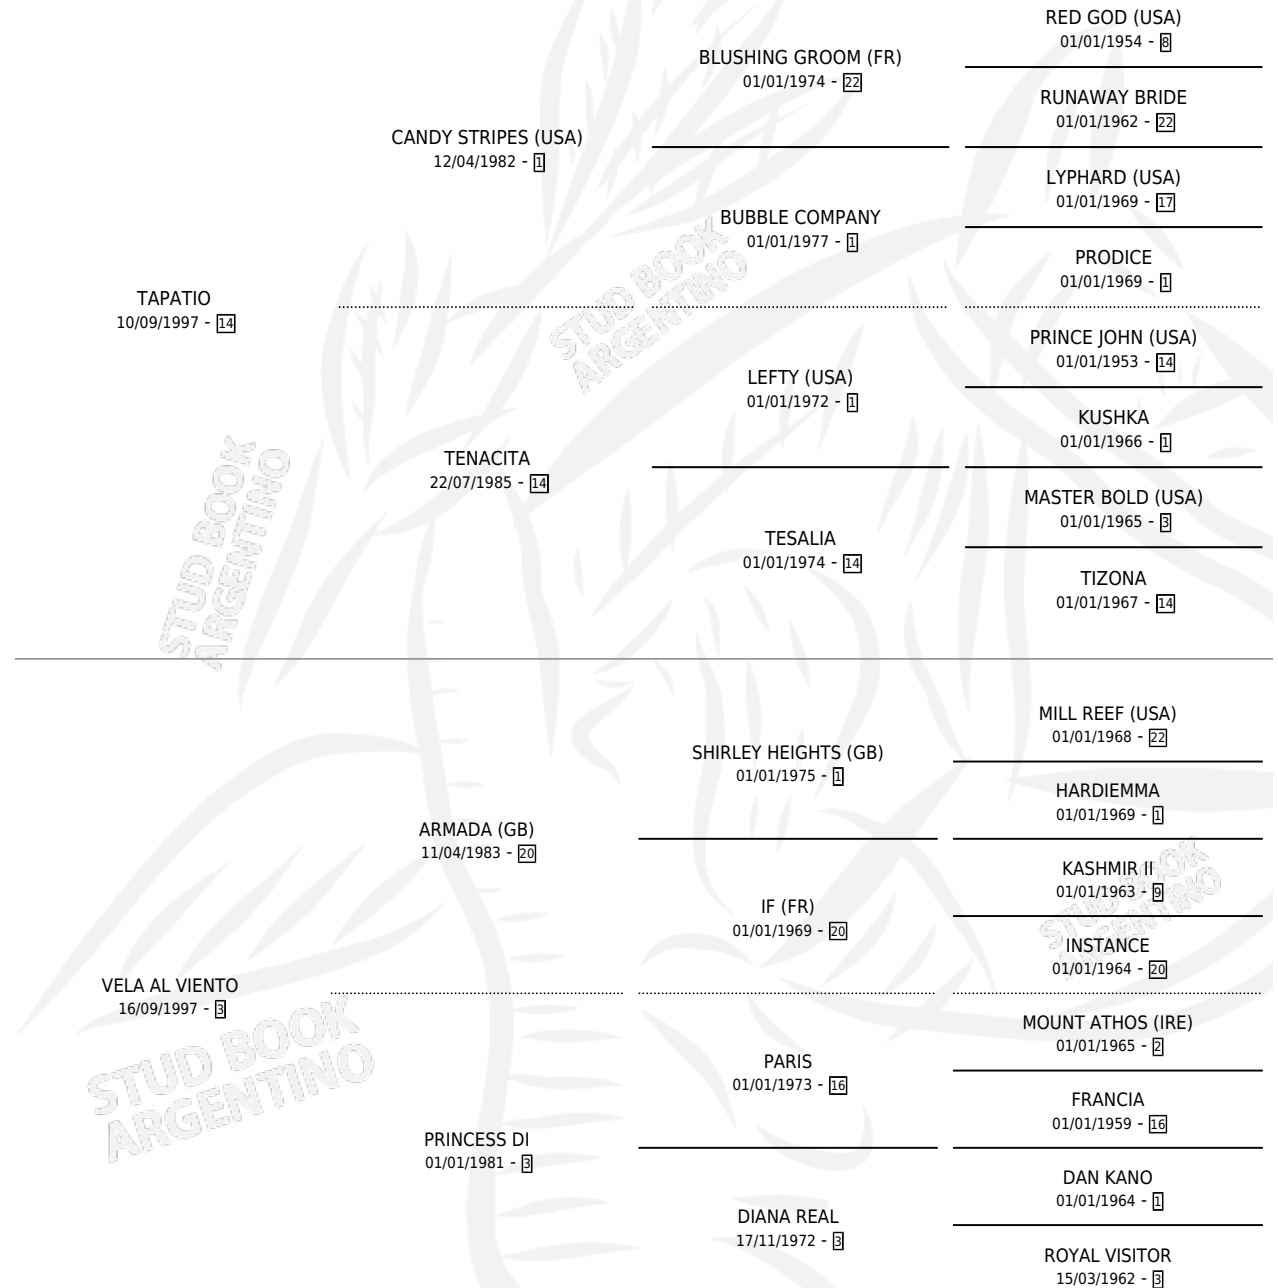 TAPATIO
10/09/1997 - 14
CANDY STRIPES (USA)
12/04/1982 - 1
BLUSHING GROOM (FR)
01/01/1974 - 22
RED GOD (USA)
01/01/1954 - 8
RUNAWAY BRIDE
01/01/1962 - 22
BUBBLE COMPANY
01/01/1977 - 1
LYPHARD (USA)
01/01/1969 - 17
PRODICE
01/01/1969 - 1
TENACITA
22/07/1985 - 14
LEFTY (USA)
01/01/1972 - 1
PRINCE JOHN (USA)
01/01/1953 - 14
KUSHKA
01/01/1966 - 1
TESALIA
01/01/1974 - 14
MASTER BOLD (USA)
01/01/1965 - 3
TIZONA
01/01/1967 - 14
VELA AL VIENTO
16/09/1997 - 3
ARMADA (GB)
11/04/1983 - 20
SHIRLEY HEIGHTS (GB)
01/01/1975 - 1
MILL REEF (USA)
01/01/1968 - 22
HARDIEMMA
01/01/1969 - 1
IF (FR)
01/01/1969 - 20
KASHMIR II
01/01/1963 - 9
INSTANCE
01/01/1964 - 20
PRINCESS DI
01/01/1981 - 3
PARIS
01/01/1973 - 16
MOUNT ATHOS (IRE)
01/01/1965 - 2
FRANCIA
01/01/1959 - 16
DIANA REAL
17/11/1972 - 3
DAN KANO
01/01/1964 - 1
ROYAL VISITOR
15/03/1962 - 3
STUD BOOK
ARGENTINO
STUD BOOK
ARGENTINO
STUD BOOK
ARGENTINO
STUD BOOK
ARGENTINO